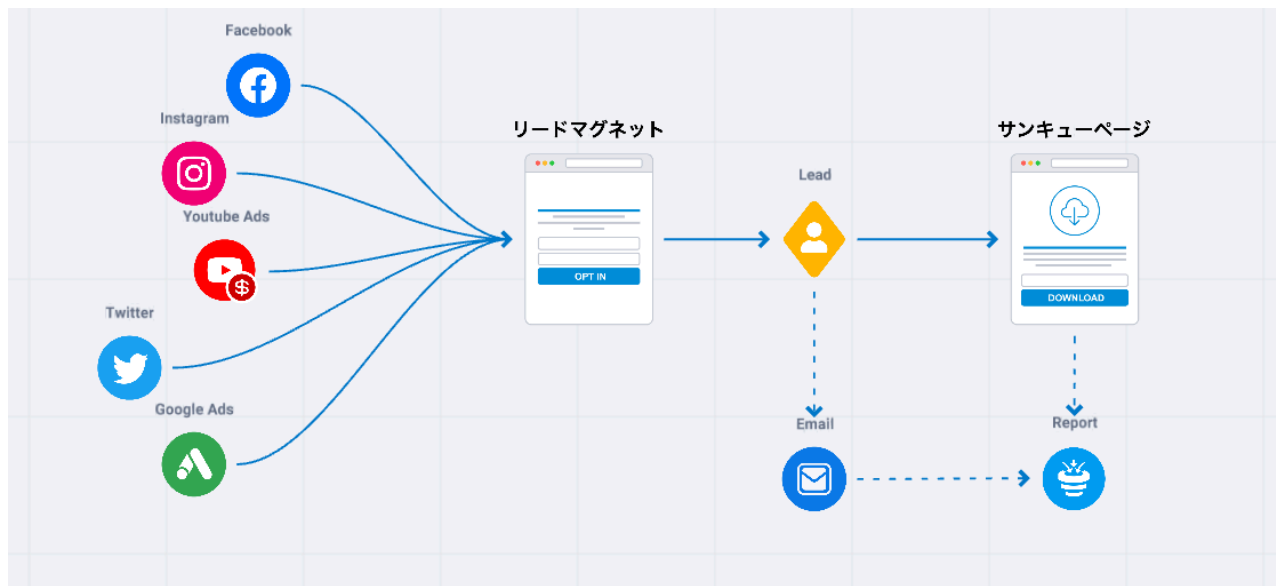 Facebook
Instagram
Youtube Ads
$
Twitter
Google Ads
リードマグネット
OPT IN
Lead
Email
サンキューページ
DOWNLOAD
Report